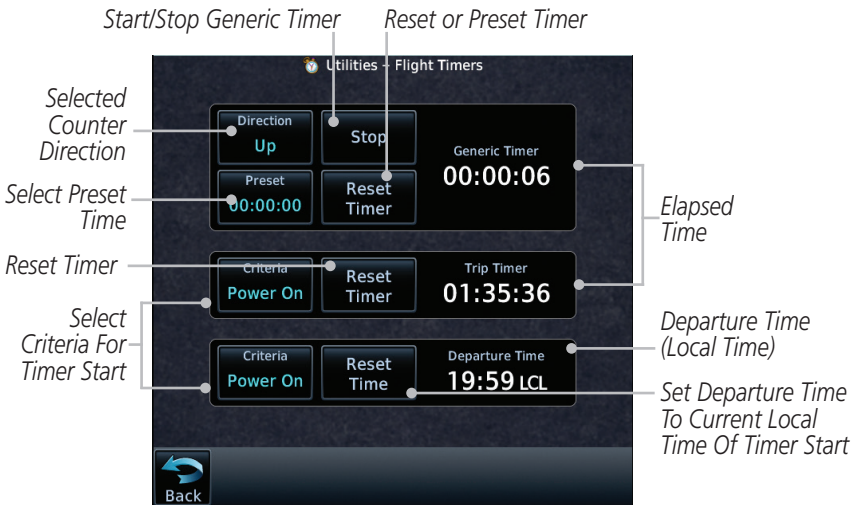 Start/Stop Generic Timer
Reset or Preset Timer
Utilities – Flight Timers
Selected
Counter
Direction
Direction
Up
Stop
Generic Timer
00:00:06
Select Preset
Time
Preset
00:00:00
Reset
Timer
Elapsed
Time
Reset Timer
Criteria
Power On
Reset
Timer
Trip Timer
01:35:36
Select
Criteria For
Timer Start
Criteria
Power On
Reset
Time
Departure Time
19:59 LCL
Departure Time
(Local Time)
Set Departure Time
To Current Local
Time Of Timer Start
Back